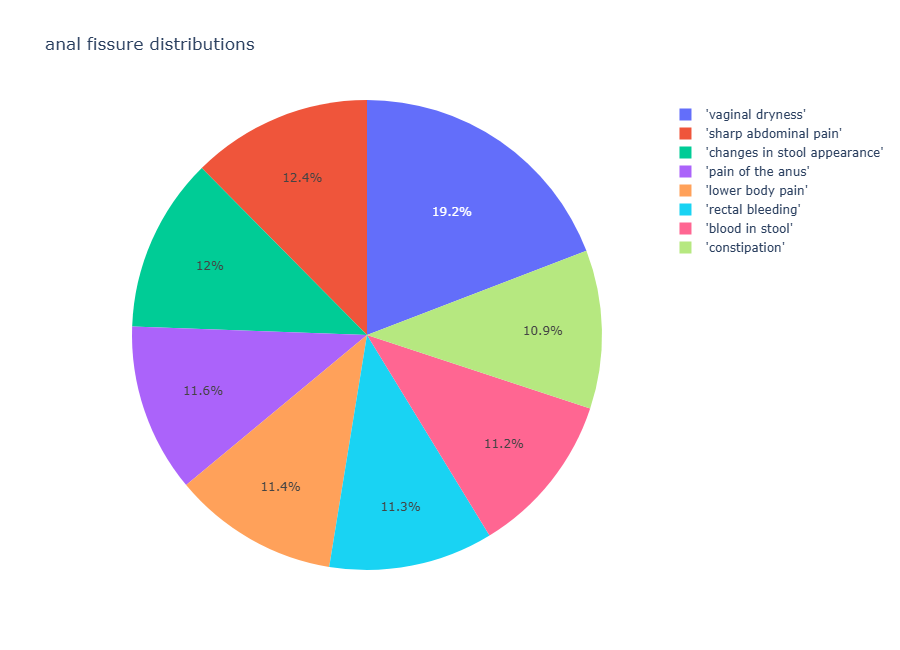 anal fissure distributions
'vaginal dryness'
'sharp abdominal pain'
'changes in stool appearance'
'pain of the anus'
'lower body pain'
'rectal bleeding'
'blood in stool'
'constipation'
12.4%
19.2%
12%
10.9%
11.6%
11.2%
11.4%
11.3%